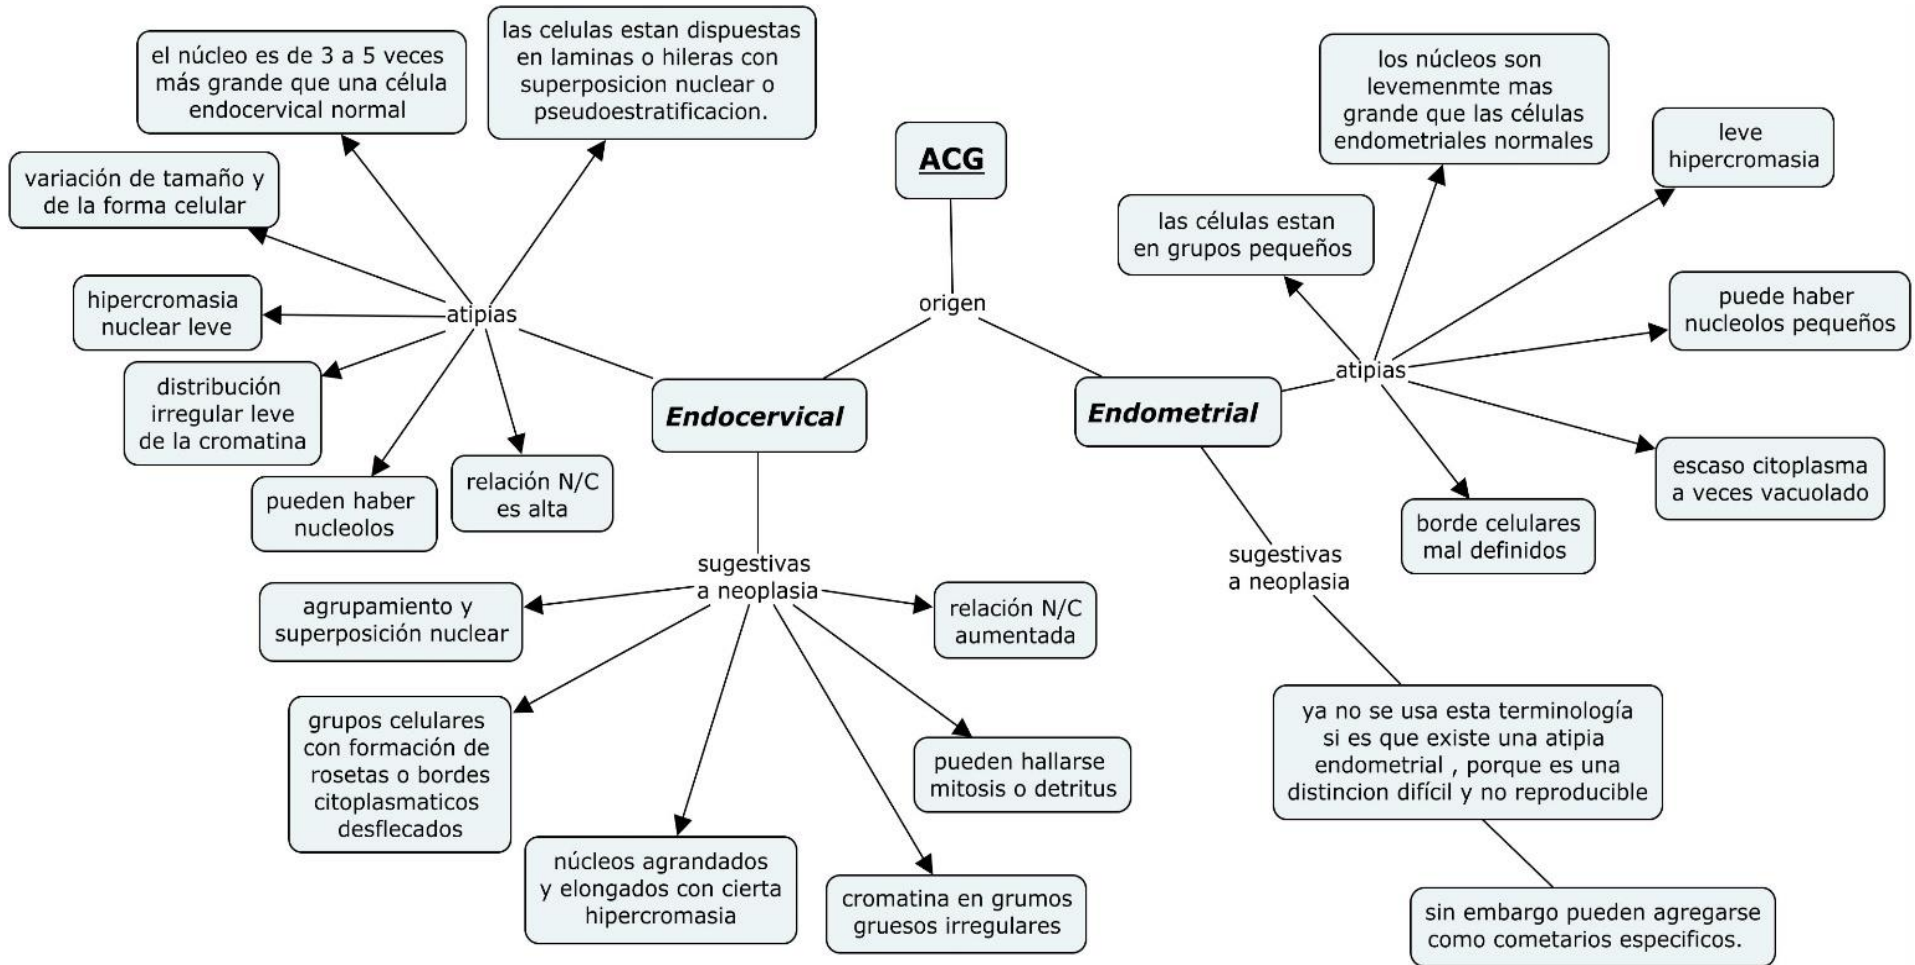 ACG
origen
Endocervical
atipias
el núcleo es de 3 a 5 veces
más grande que una célula
endocervical normal
las celulas estan dispuestas
en laminas o hileras con
superposicion nuclear o
pseudoestratificacion.
variación de tamaño y
de la forma celular
hipercromasia
nuclear leve
distribución
irregular leve
de la cromatina
pueden haber
nucleolos
relación N/C
es alta
sugestivas
a neoplasia
agrupamiento y
superposición nuclear
grupos celulares
con formación de
rosetas o bordes
citoplasmaticos
desflecados
núcleos agrandados
y elongados con cierta
hipercromasia
cromatina en grumos
gruesos irregulares
pueden hallarse
mitosis o detritus
relación N/C
aumentada
Endometrial
atipias
las células estan
en grupos pequeños
los núcleos son
levemenmte mas
grande que las células
endometriales normales
leve
hipercromasia
puede haber
nucleolos pequeños
escaso citoplasma
a veces vacuolado
borde celulares
mal definidos
sugestivas
a neoplasia
ya no se usa esta terminología
si es que existe una atipia
endometrial , porque es una
distincion difícil y no reproducible
sin embargo pueden agregarse
como cometarios especificos.